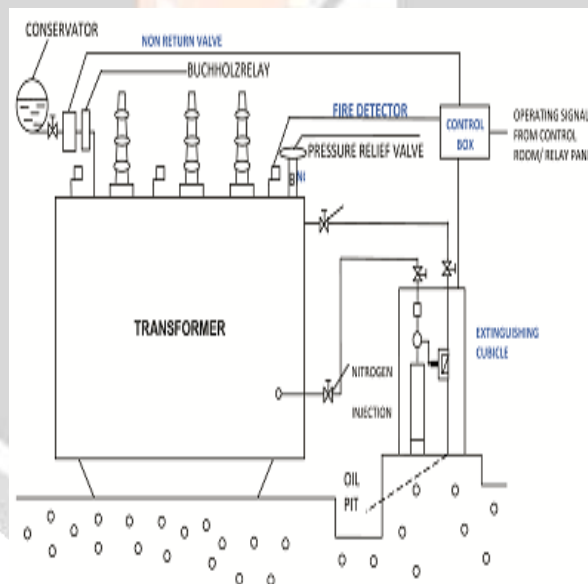 CONSERVATOR
NON RETURN VALVE
BUCHHOLZRELAY
FIRE DETECTOR
PRESSURE RELIEF VALVE
CONTROL
BOX
OPERATING SIGNAL
FROM CONTROL
ROOM/ RELAY PANE
TRANSFORMER
EXTINGUISHING
CUBICLE
NITROGEN
INJECTION
OIL
PIT